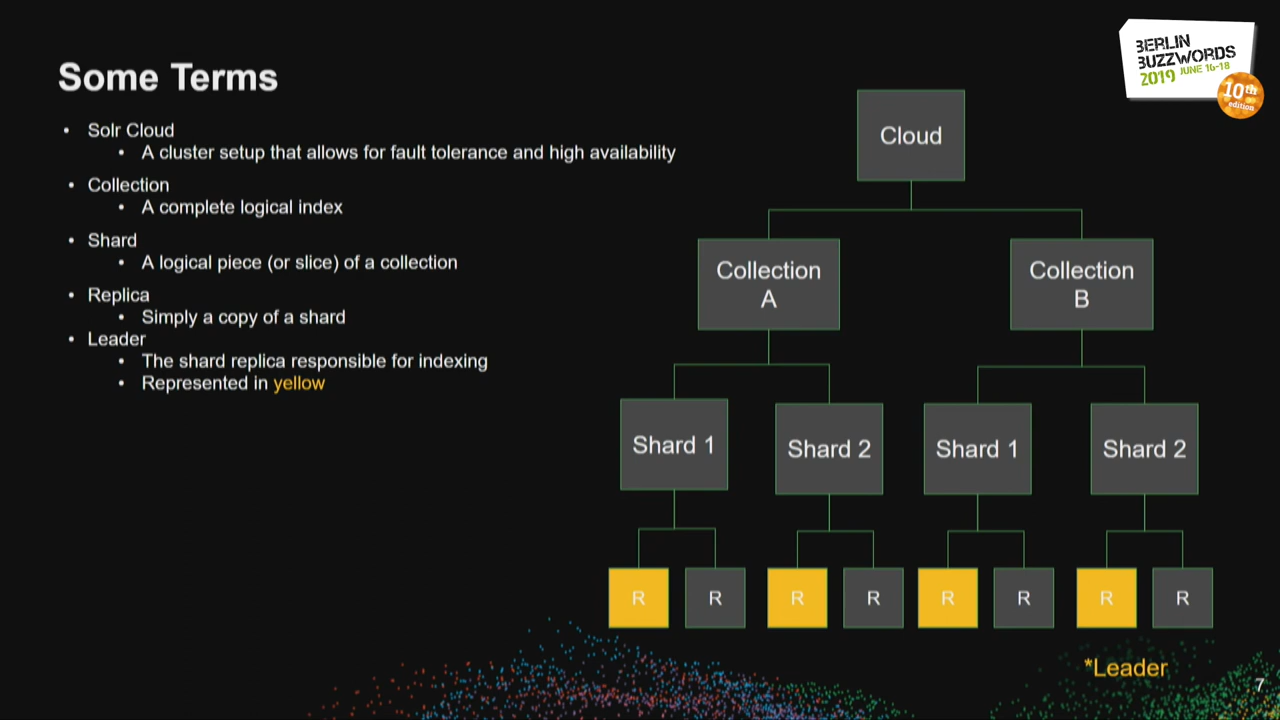 Some Terms
BERLIN
BUZZWORDS
2019 JUNE 16-18
10th
edition
• Solr Cloud
• A cluster setup that allows for fault tolerance and high availability
• Collection
• A complete logical index
• Shard
• A logical piece (or slice) of a collection
• Replica
• Simply a copy of a shard
• Leader
• The shard replica responsible for indexing
• Represented in yellow
Cloud
Collection
A
Collection
B
Shard 1
Shard 2
Shard 1
Shard 2
R
R
R
R
R
R
R
R
*Leader
7